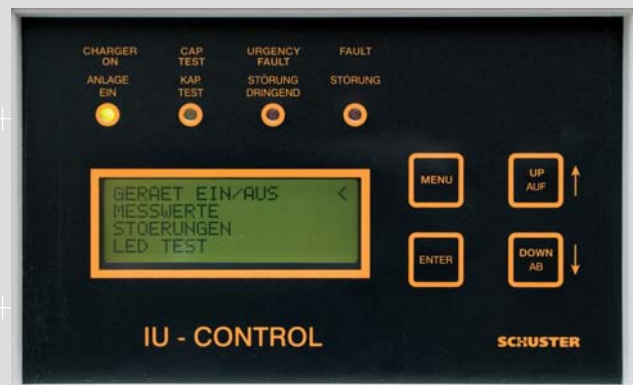 CHARGER ON
ANLAGE EIN
CAP TEST
KAP. TEST
URGENCY FAULT
STÖRUNG DRINGEND
FAULT
STÖRUNG
GERAET EIN/AUS <
MESSWERTE
STOERUNGEN
LED TEST
MENU
UP
AUF
ENTER
DOWN
AB
IU - CONTROL
SCHUSTER